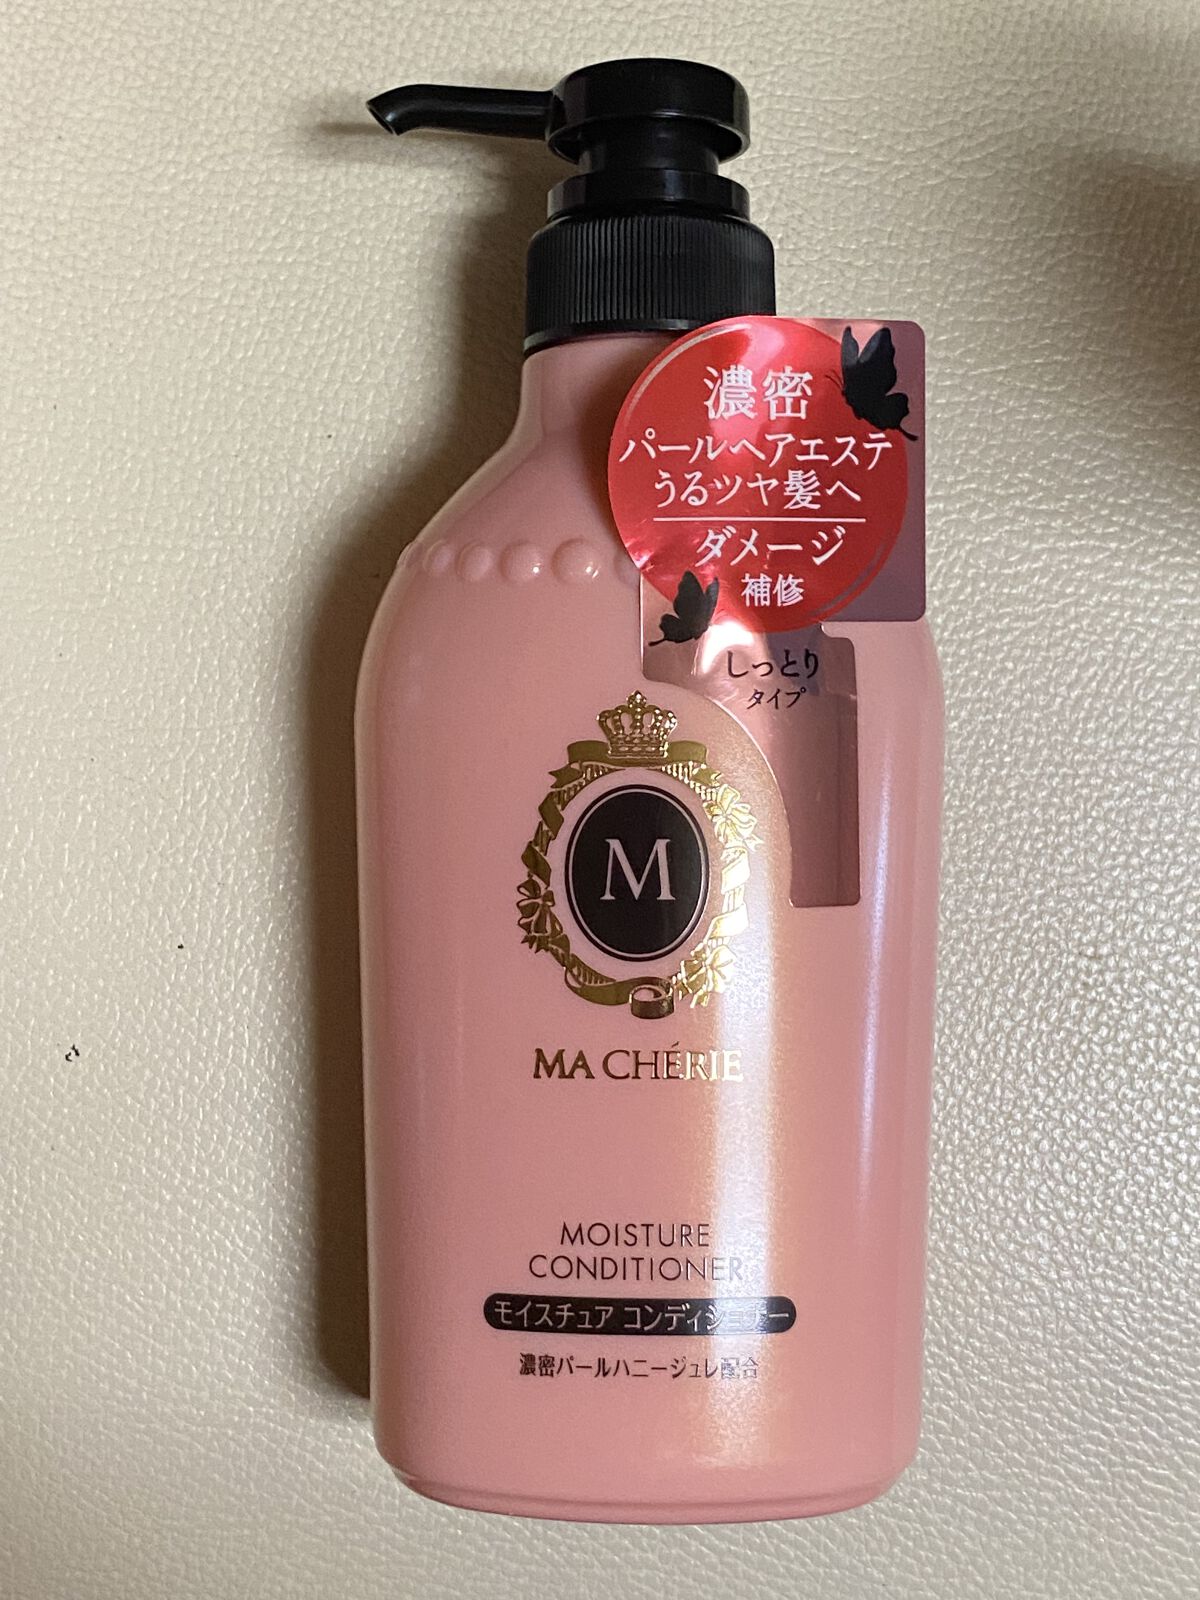 濃密
パールヘアエステ
うるツヤ髪へ
ダメージ
補修
しっとり
タイプ
M
MA CHÉRIE
MOISTURE
CONDITIONER
モイスチュア コンディショナー
濃密パールハニージュレ配合